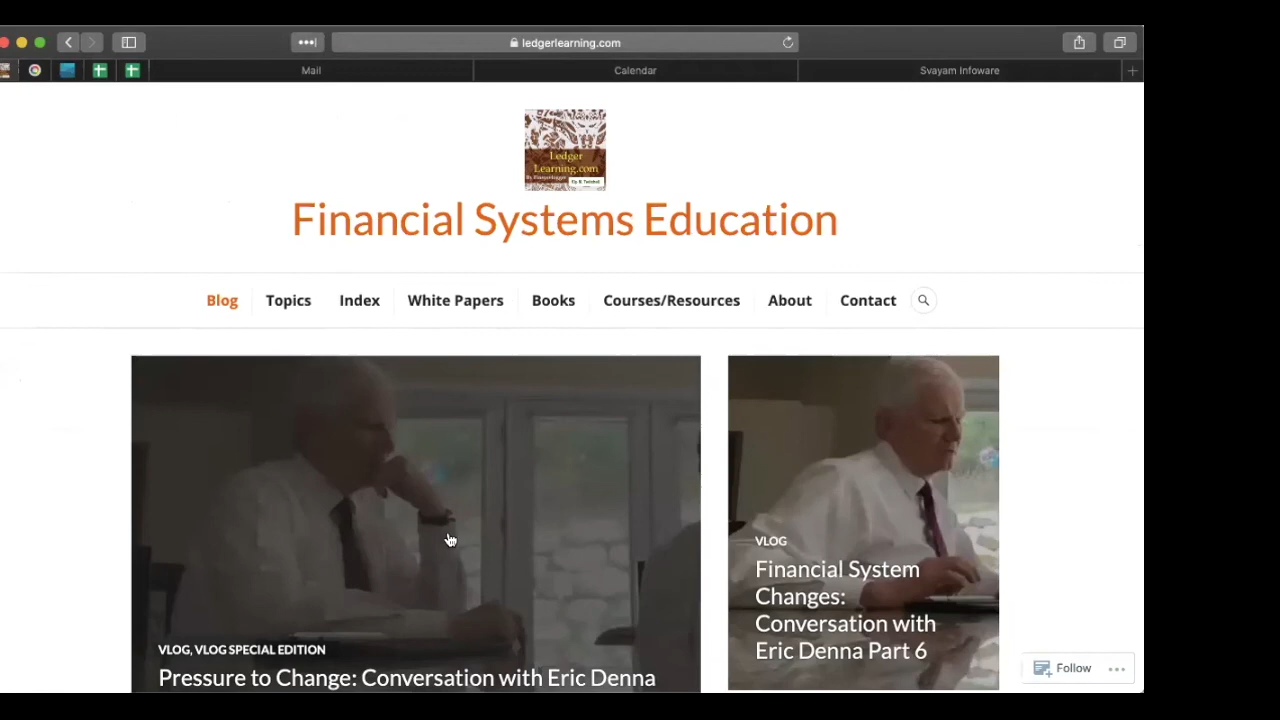 ledgerlearning.com
Mail
Calendar
Svayam Infoware
Ledger
Learning.com
Financial Systems Education
Blog
Topics
Index
White Papers
Books
Courses/Resources
About
Contact
VLOG, VLOG SPECIAL EDITION
Pressure to Change: Conversation with Eric Denna
VLOG
Financial System
Changes:
Conversation with
Eric Denna Part 6
Follow